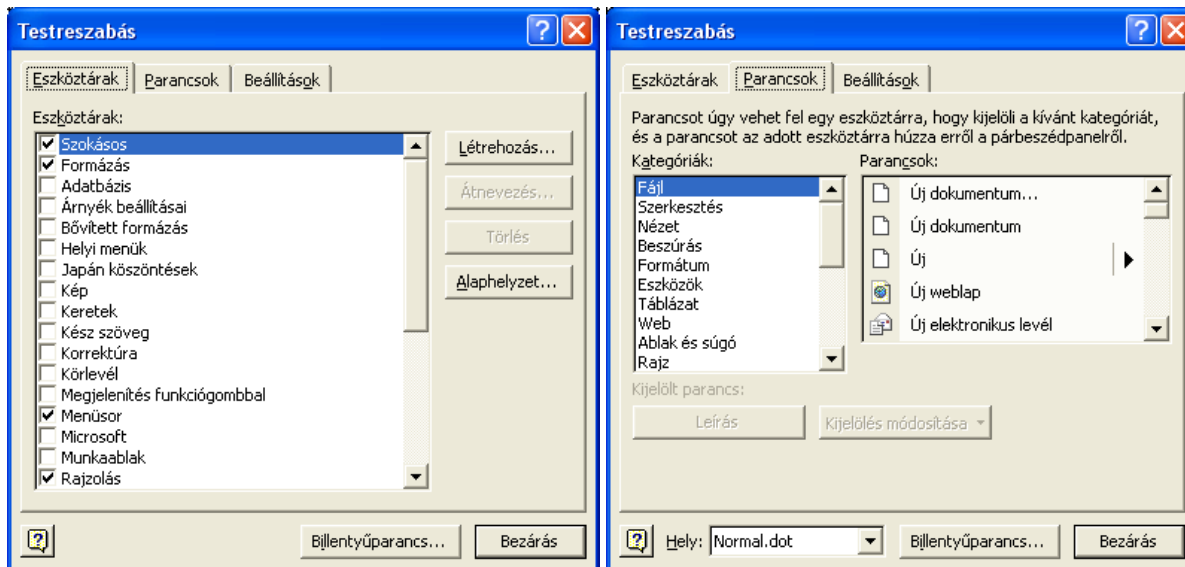 Testreszabás
Eszköztárak Parancsok Beállítások
Eszköztárak:
Szokásos
Formázás
Adatbázis
Árnyék beállításai
Bővített formázás
Helyi menük
Japán köszöntések
Kép
Keretek
Kész szöveg
Korrektúra
Körlevél
Megjelenítés funkciógombbal
Menüsor
Microsoft
Munkaablak
Rajzolás
Létrehozás...
Átnevezés...
Törlés
Alaphelyzet...
Billentyűparancs...
Bezárás
Testreszabás
Eszköztárak Parancsok Beállítások
Parancsot úgy vehet fel egy eszköztárra, hogy kijelöli a kívánt kategóriát,
és a parancsot az adott eszköztárra húzza erről a párbeszédpanelről.
Kategóriák:
Fájl
Szerkesztés
Nézet
Beszúrás
Formátum
Eszközök
Táblázat
Web
Ablak és súgó
Rajz
Parancsok:
Új dokumentum...
Új dokumentum
Új
Új weblap
Új elektronikus levél
Kijelölt parancs:
Leírás
Kijelölés módosítása
Hely: Normal.dot
Billentyűparancs...
Bezárás